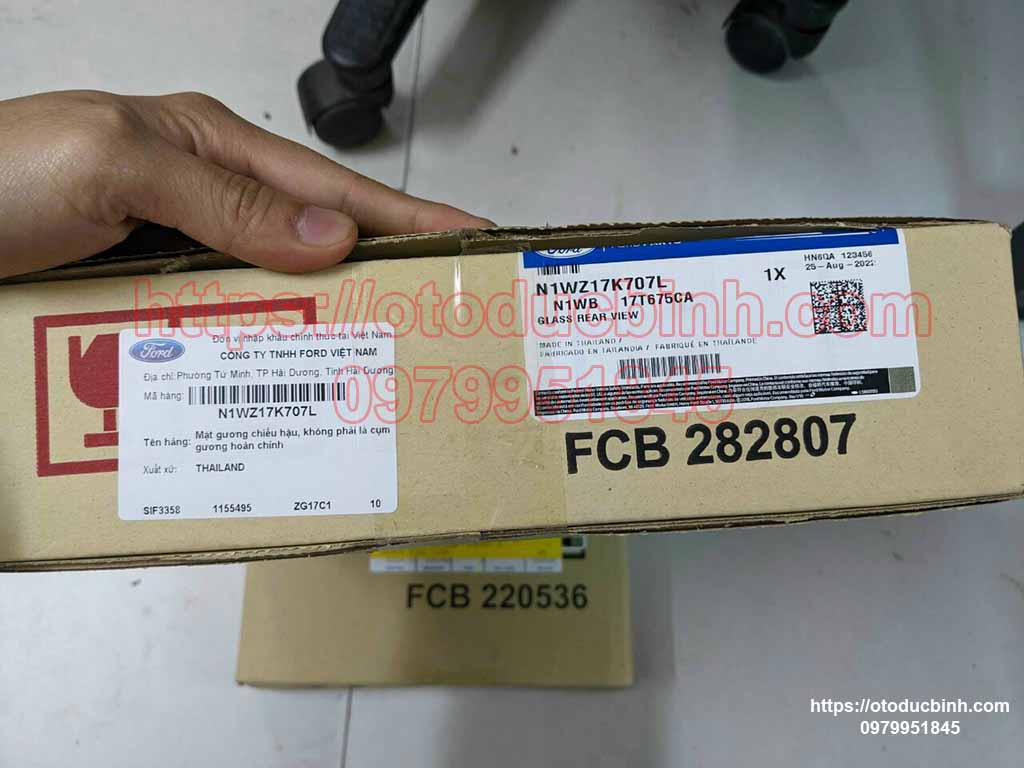 Ford
Đơn vị nhập khẩu chính thức tại Việt Nam
CÔNG TY TNHH FORD VIỆT NAM
Địa chỉ: Phường Tứ Minh, TP Hải Dương, Tỉnh Hải Dương
Mã hàng:
N1WZ17K707L
Tên hàng: Mặt gương chiếu hậu, không phải là cụm
gương hoàn chỉnh
Xuất xứ: THAILAND
SIF3358 1155495 ZG17C1 10
Ford
HN6QA 123456
25-Aug-2022
N1WZ17K707L 1X
N1WB 17T675CA
GLASS REAR VIEW
MADE IN THAILAND /
FABRICADO EN TAILANDIA / FABRIQUÉ EN THAÏLANDE
FCB 282807
FCB 220536
https://otoducbinh.com
0979951845
https://otoducbinh.com
0979951845